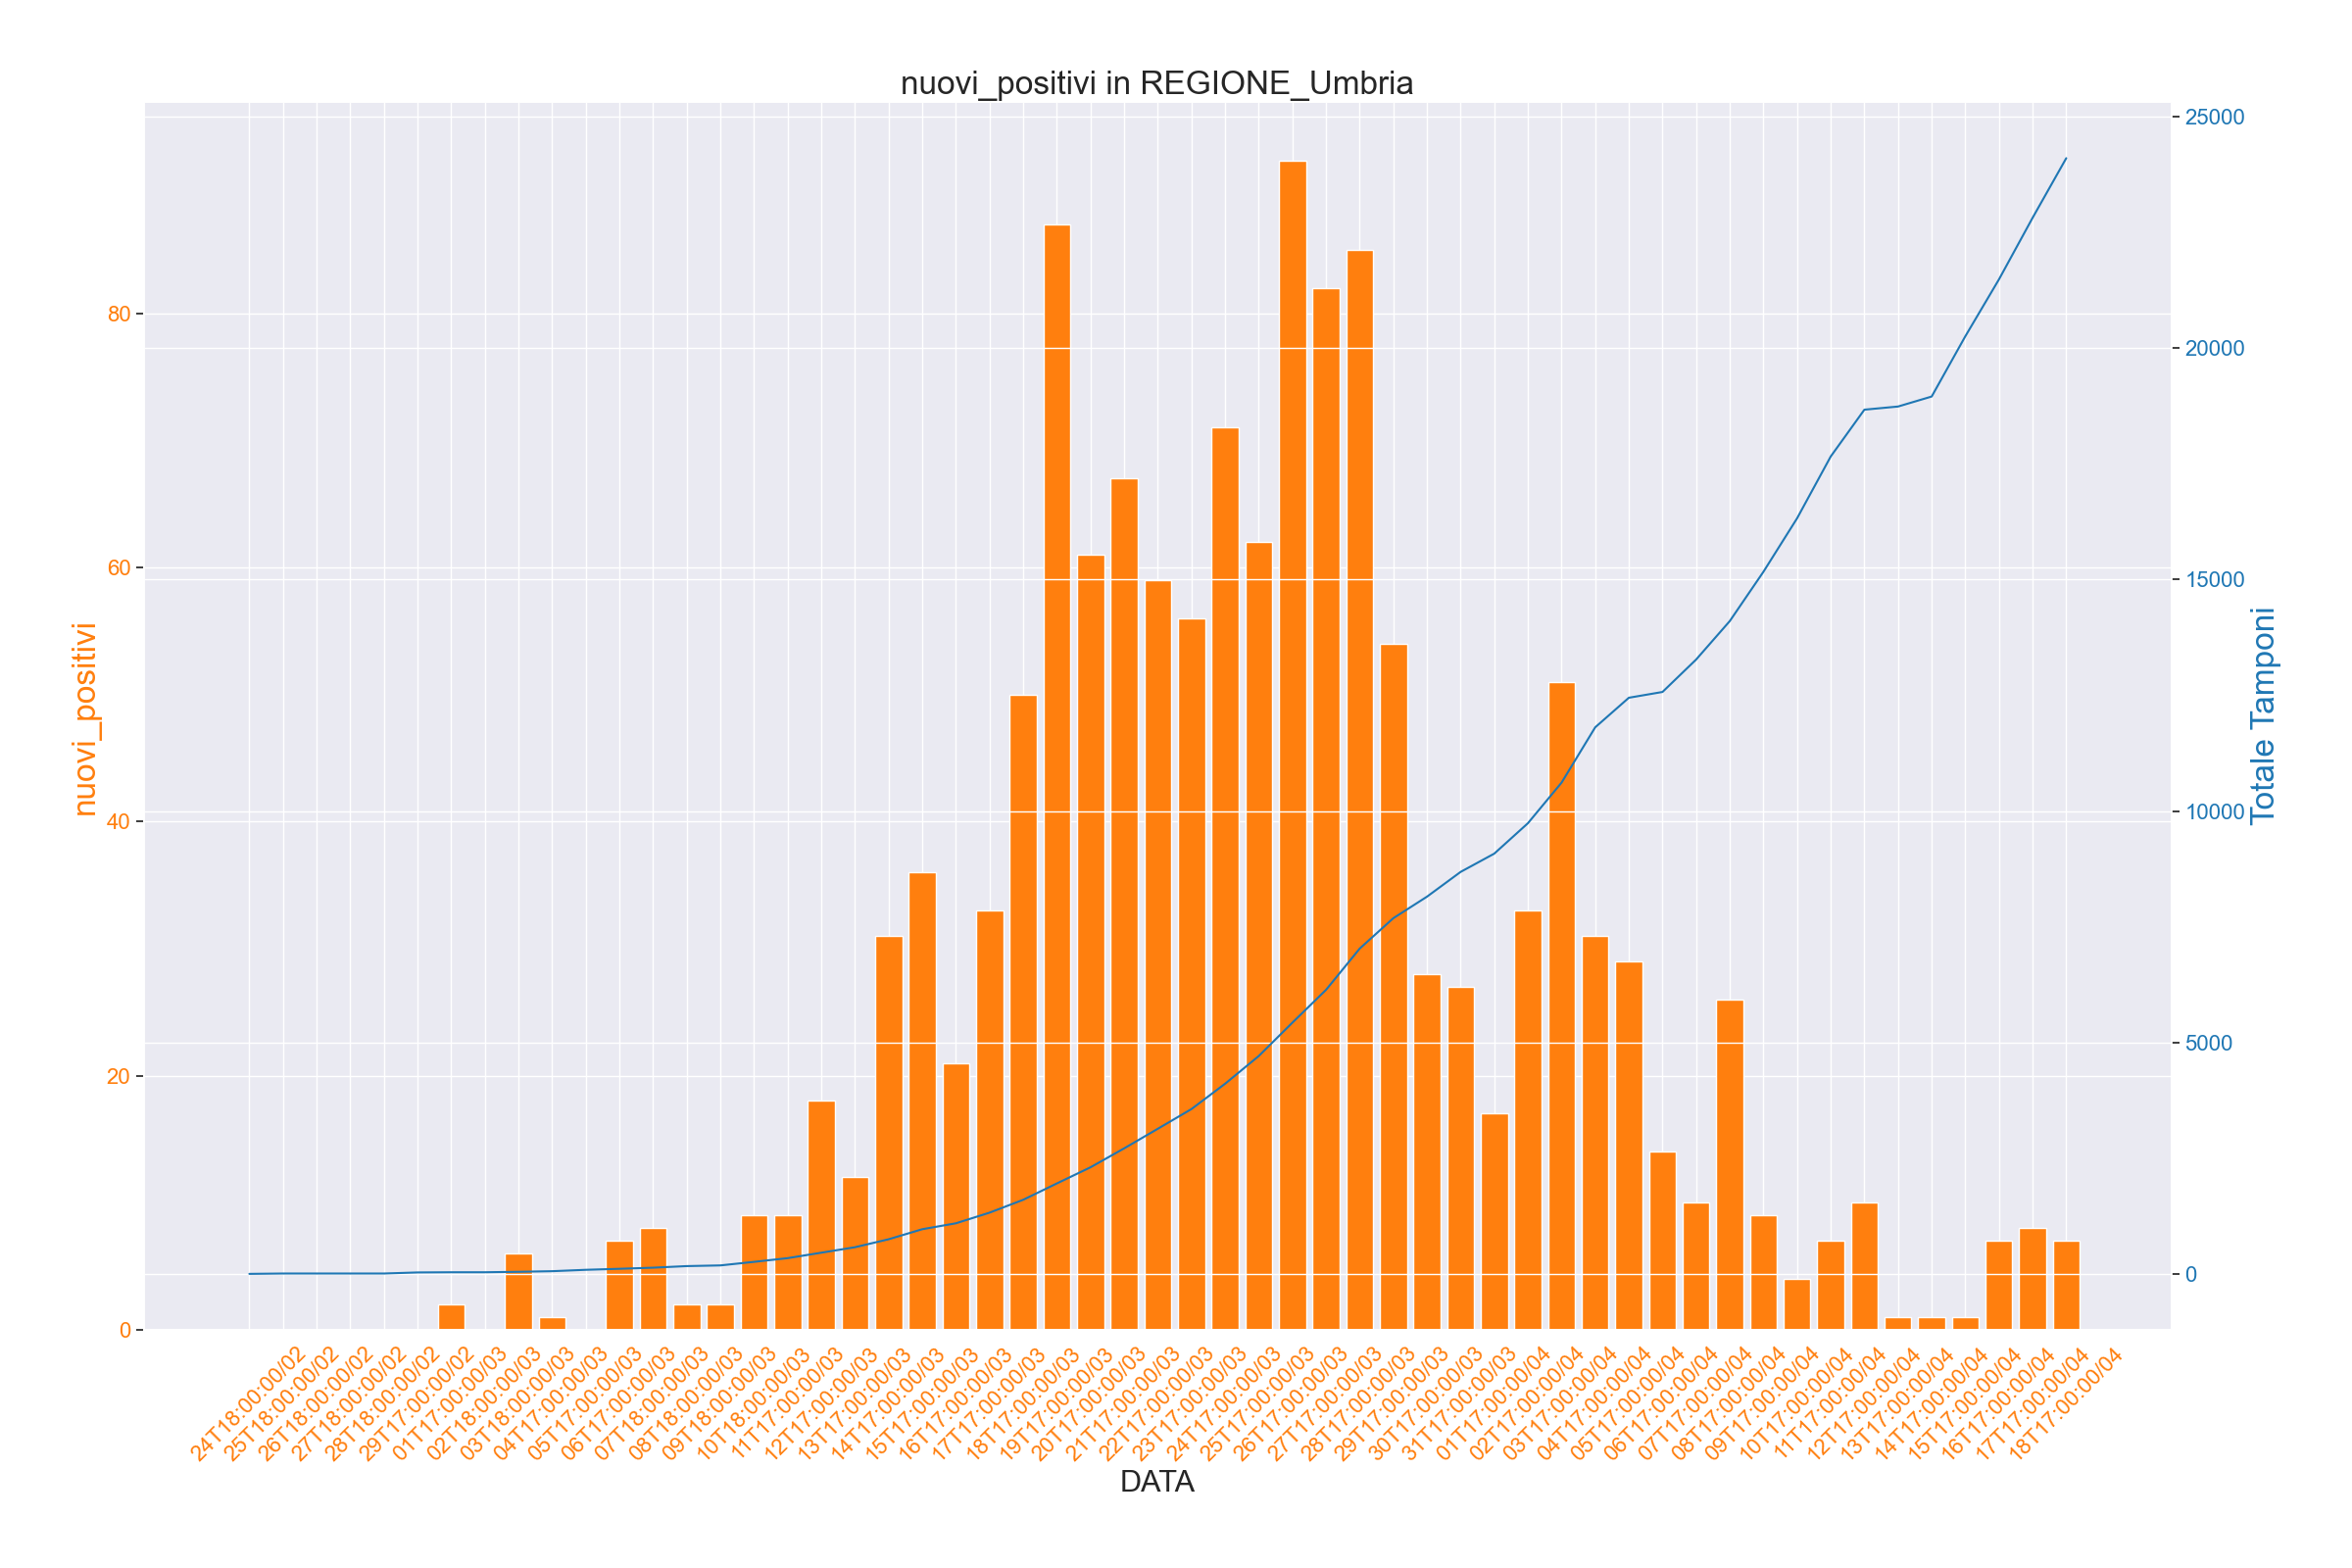 nuovi_positivi in REGIONE_Umbria
nuovi_positivi
80
60
40
20
0
25000
20000
15000
10000
5000
0
Totale Tamponi
24T18:00:00/02
25T18:00:00/02
26T18:00:00/02
27T18:00:00/02
28T18:00:00/02
29T17:00:00/02
01T17:00:00/03
02T18:00:00/03
03T18:00:00/03
04T17:00:00/03
05T17:00:00/03
06T17:00:00/03
07T18:00:00/03
08T18:00:00/03
09T18:00:00/03
10T18:00:00/03
11T17:00:00/03
12T17:00:00/03
13T17:00:00/03
14T17:00:00/03
15T17:00:00/03
16T17:00:00/03
17T17:00:00/03
18T17:00:00/03
19T17:00:00/03
20T17:00:00/03
21T17:00:00/03
22T17:00:00/03
23T17:00:00/03
24T17:00:00/03
25T17:00:00/03
26T17:00:00/03
27T17:00:00/03
28T17:00:00/03
29T17:00:00/03
30T17:00:00/03
31T17:00:00/03
01T17:00:00/04
02T17:00:00/04
03T17:00:00/04
04T17:00:00/04
05T17:00:00/04
06T17:00:00/04
07T17:00:00/04
08T17:00:00/04
09T17:00:00/04
10T17:00:00/04
11T17:00:00/04
12T17:00:00/04
13T17:00:00/04
14T17:00:00/04
15T17:00:00/04
16T17:00:00/04
17T17:00:00/04
18T17:00:00/04
DATA